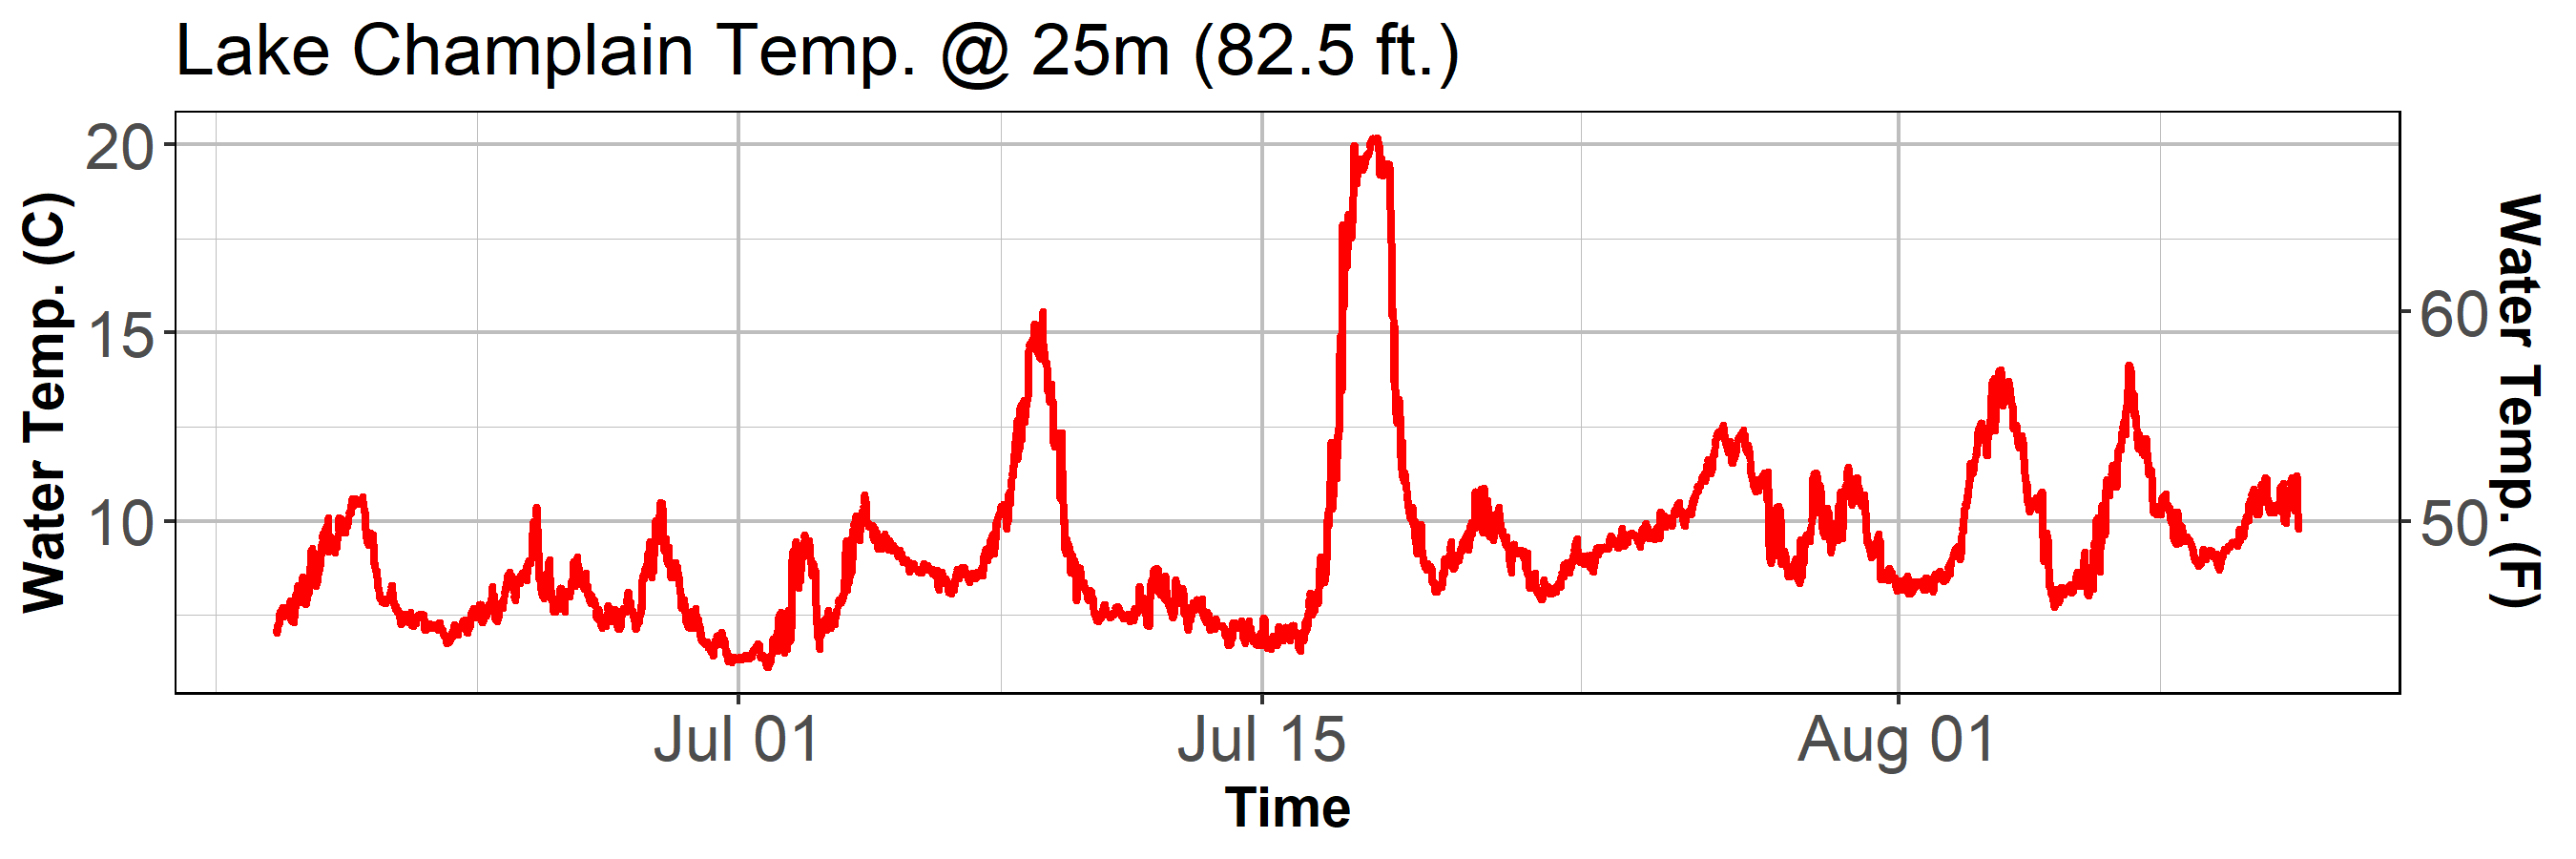 Lake Champlain Temp. @ 25m (82.5 ft.)
Water Temp. (C)
20
15
10
60
50
Water Temp. (F)
Jul 01
Jul 15
Aug 01
Time